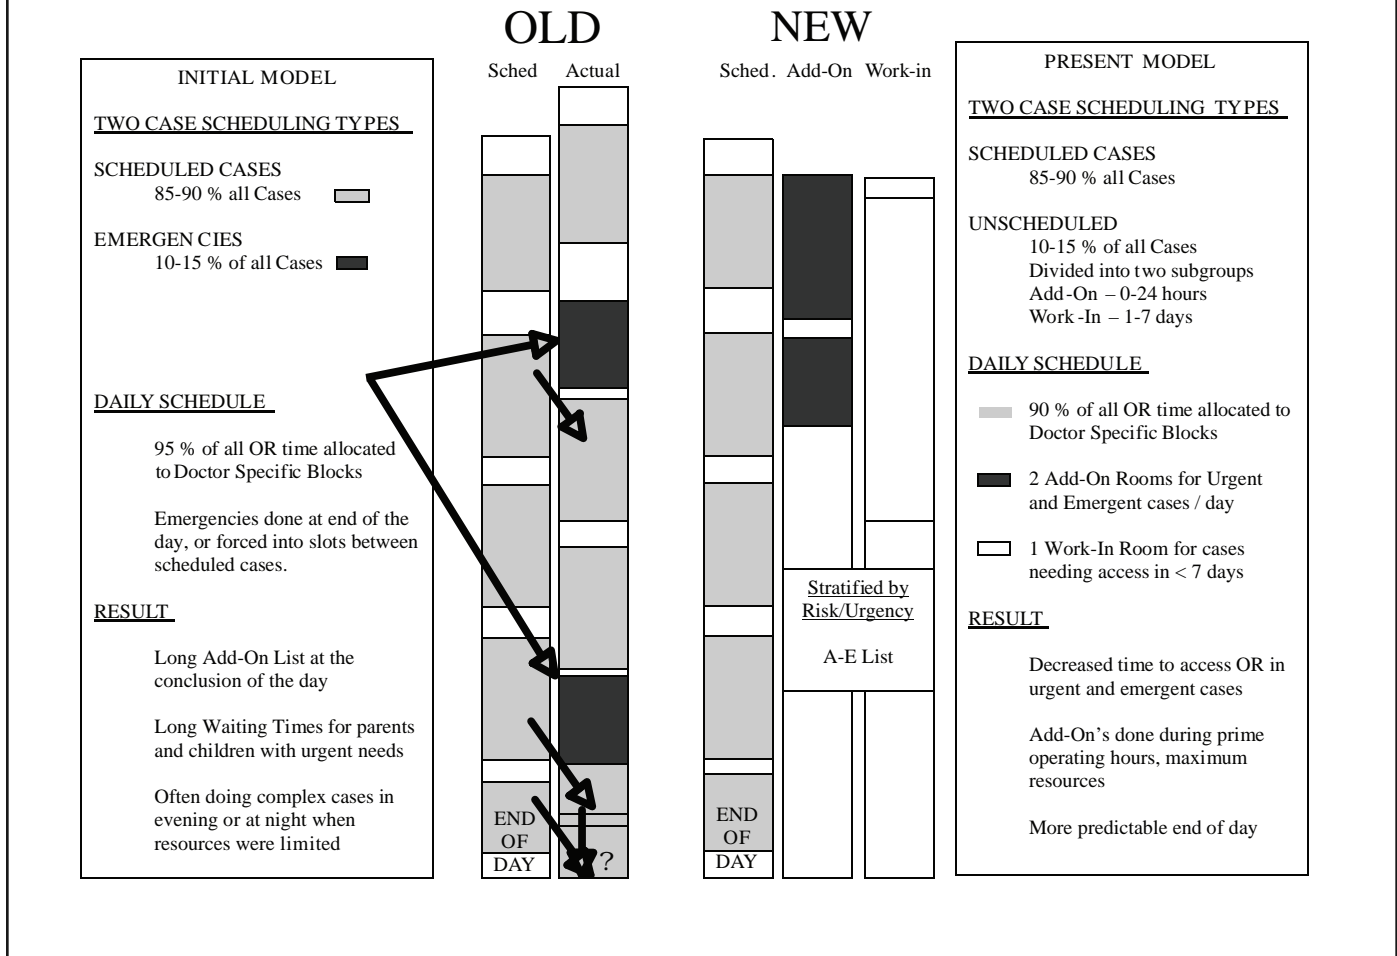 OLD
NEW
Sched
Actual
Sched.
Add-On
Work-in
INITIAL MODEL
TWO CASE SCHEDULING TYPES
SCHEDULED CASES
85-90 % all Cases
EMERGEN CIES
10-15 % of all Cases
DAILY SCHEDULE
95 % of all OR time allocated
to Doctor Specific Blocks
Emergencies done at end of the
day, or forced into slots between
scheduled cases.
RESULT
Long Add-On List at the
conclusion of the day
Long Waiting Times for parents
and children with urgent needs
Often doing complex cases in
evening or at night when
resources were limited
END
OF
DAY
?
END
OF
DAY
Stratified by
Risk/Urgency
A-E List
PRESENT MODEL
TWO CASE SCHEDULING TYPES
SCHEDULED CASES
85-90 % all Cases
UNSCHEDULED
10-15 % of all Cases
Divided into two subgroups
Add-On – 0-24 hours
Work-In – 1-7 days
DAILY SCHEDULE
90 % of all OR time allocated to
Doctor Specific Blocks
2 Add-On Rooms for Urgent
and Emergent cases / day
1 Work-In Room for cases
needing access in < 7 days
RESULT
Decreased time to access OR in
urgent and emergent cases
Add-On's done during prime
operating hours, maximum
resources
More predictable end of day